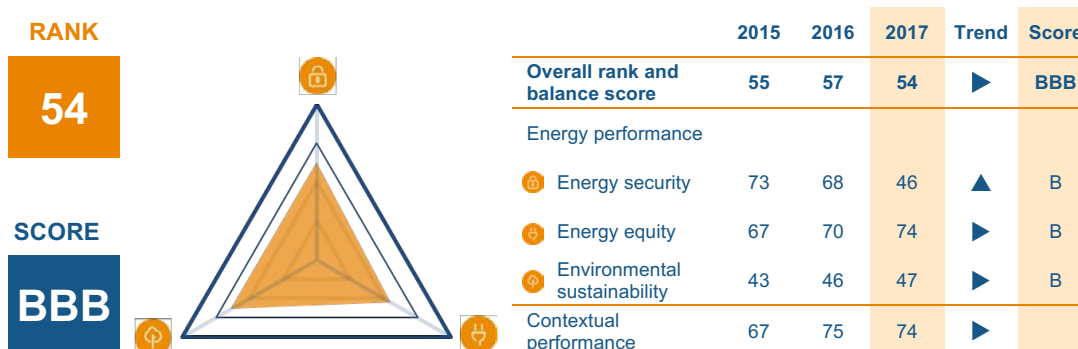 RANK
54
SCORE
BBB
2015 2016 2017 Trend Score
Overall rank and
balance score 55 57 54 BBB
Energy performance
Energy security 73 68 46 B
Energy equity 67 70 74 B
Environmental
sustainability 43 46 47 B
Contextual
performance 67 75 74